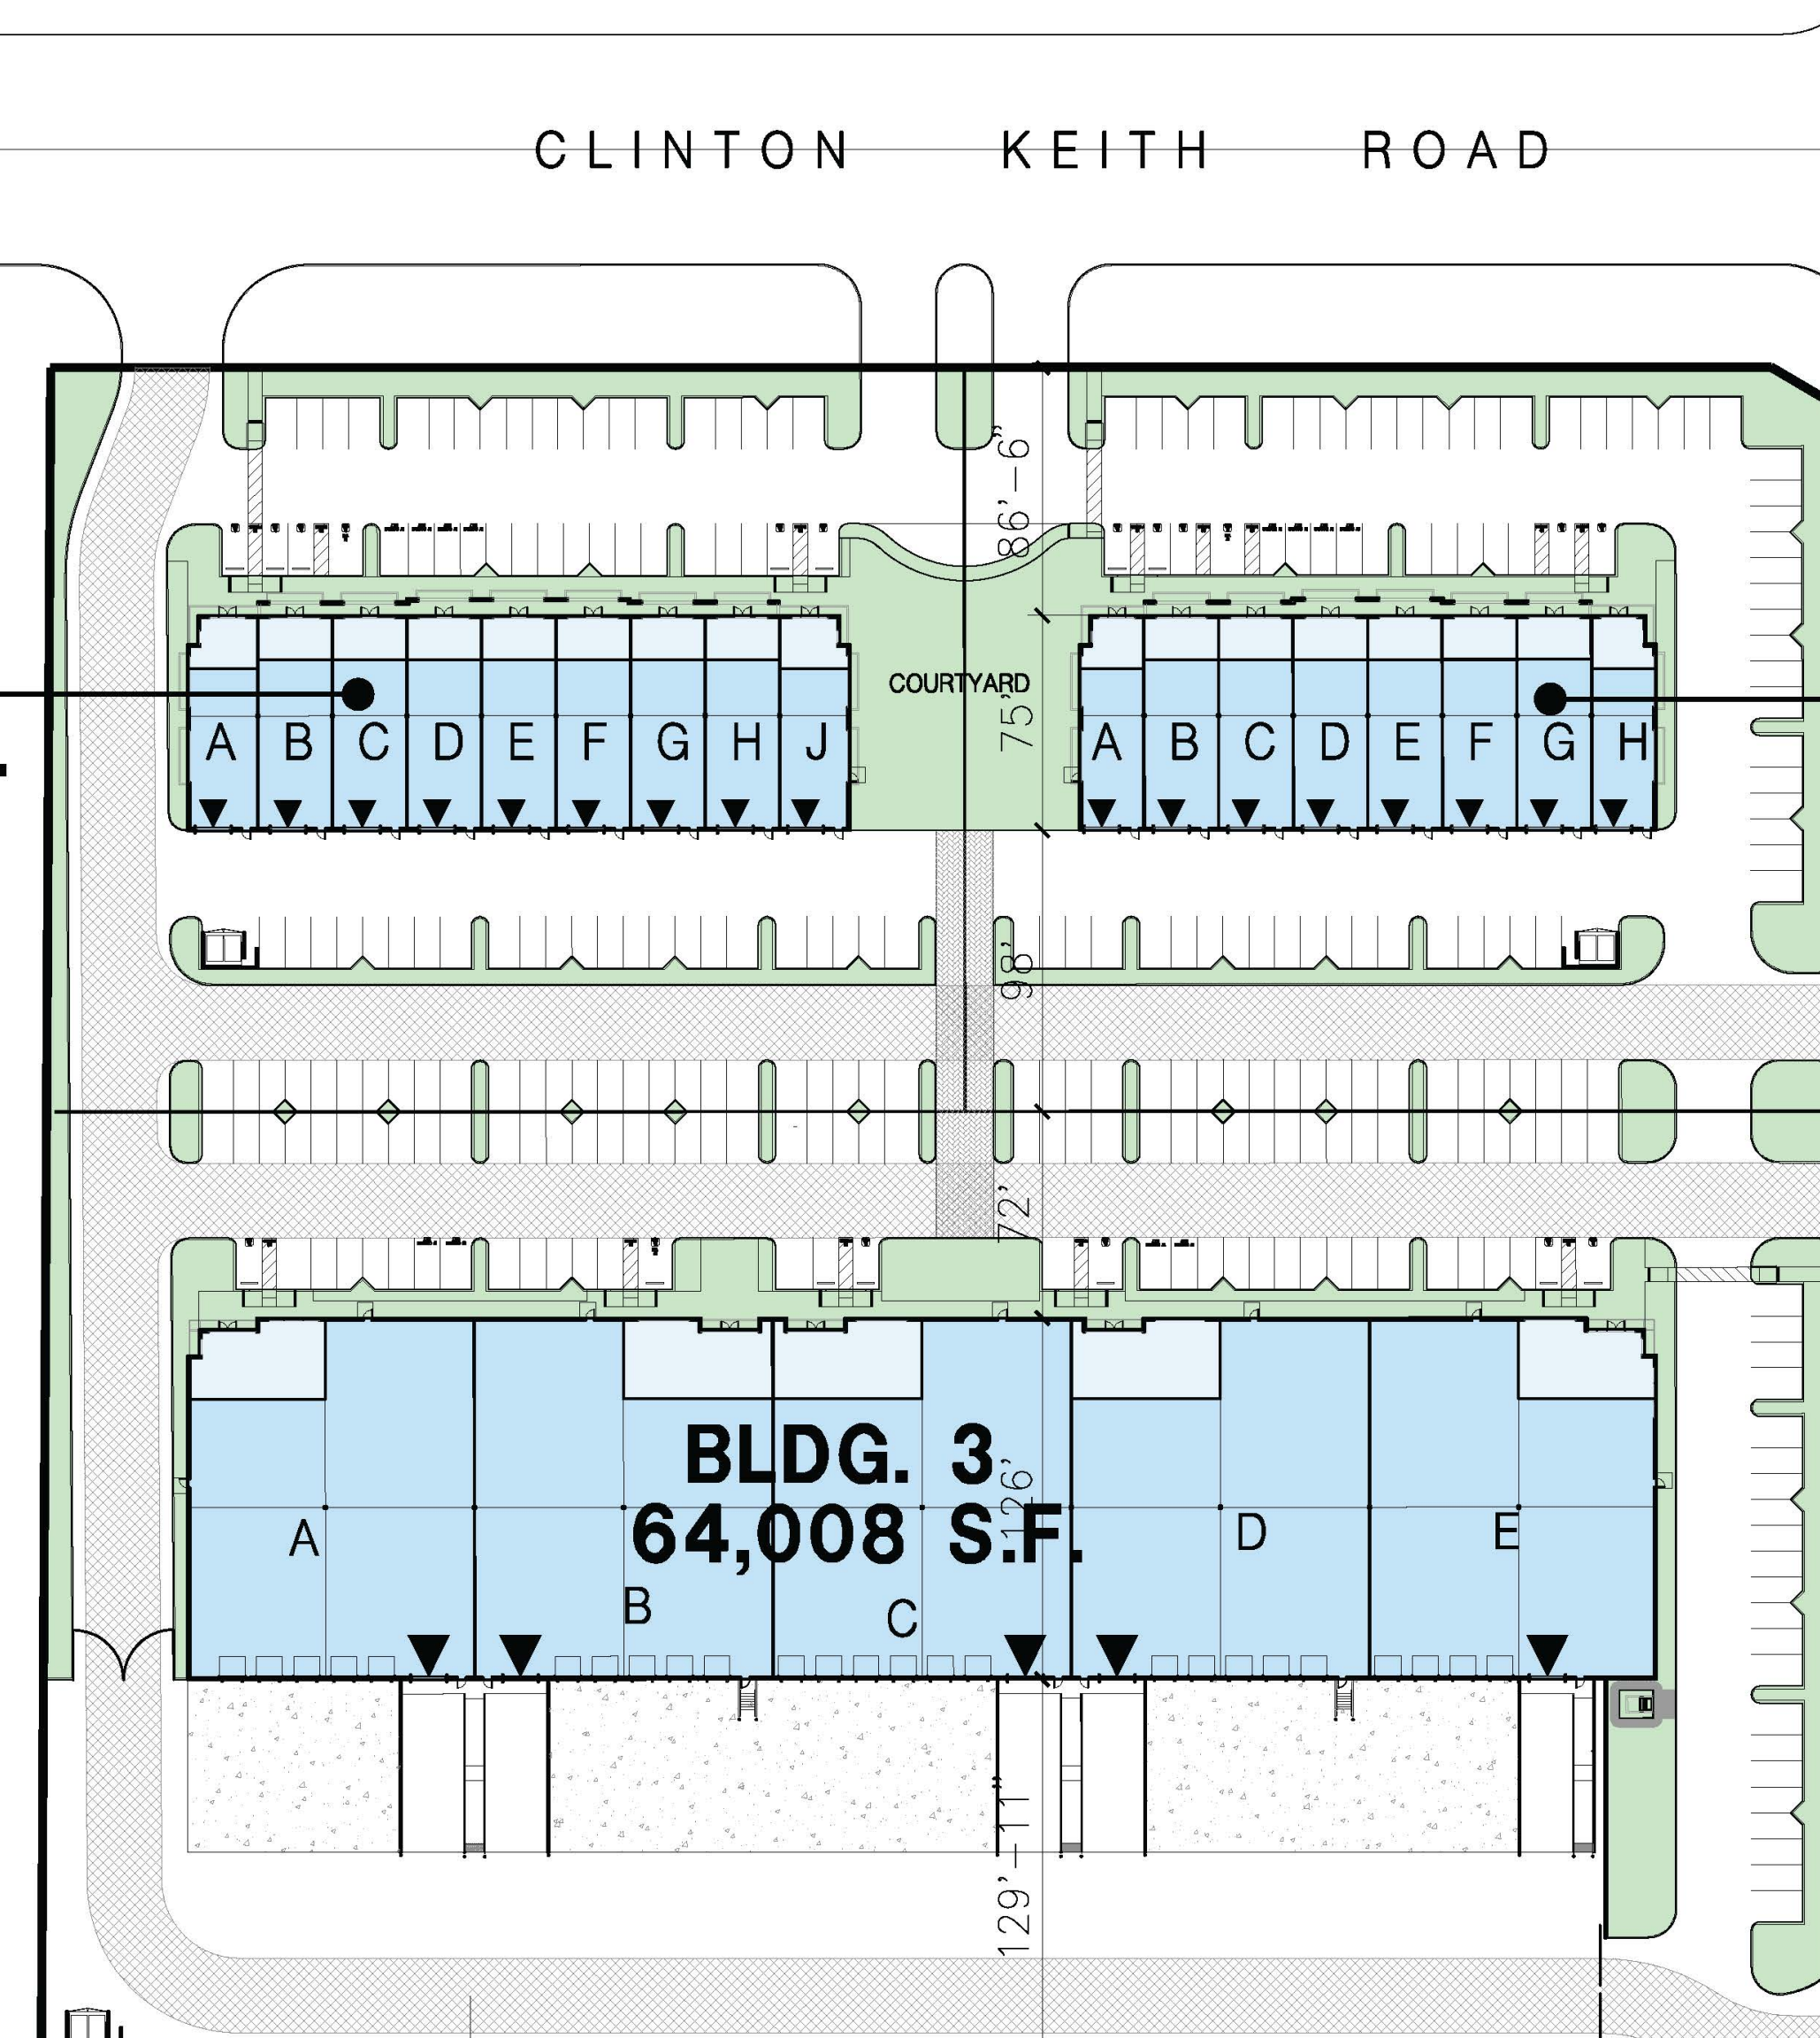 CLINTON KEITH ROAD
86'-6"
COURTYARD
75'
A B C D E F G H J
A B C D E F G H
98'
72'
BLDG. 3
126'
64,008 S.F.
A
D
E
B
C
129'-11"